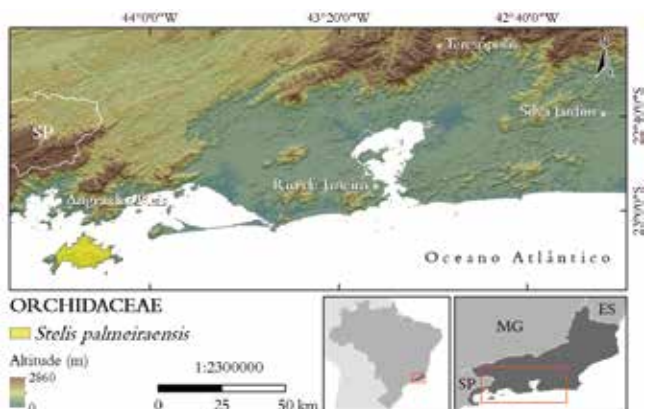 44°0'0"W 43°20'0"W 42°40'0"W
Teresópolis
N
Silva Jardim
22°40'0"S
SP
Angra dos Reis
Rio de Janeiro
23°0'0"S
Oceano Atlântico
ORCHIDACEAE
Stelis palmeiraensis
Altitude (m)
2860
0
1:2300000
0 25 50 km
MG
ES
SP